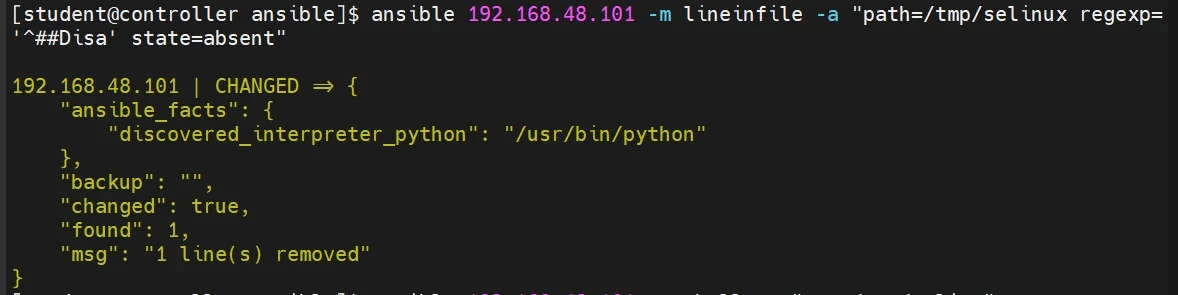 [student@controller ansible]$ ansible 192.168.48.101 -m lineinfile -a "path=/tmp/selinux regexp=
'^##Disa' state=absent"
192.168.48.101 | CHANGED => {
    "ansible_facts": {
        "discovered_interpreter_python": "/usr/bin/python"
    },
    "backup": "",
    "changed": true,
    "found": 1,
    "msg": "1 line(s) removed"
}